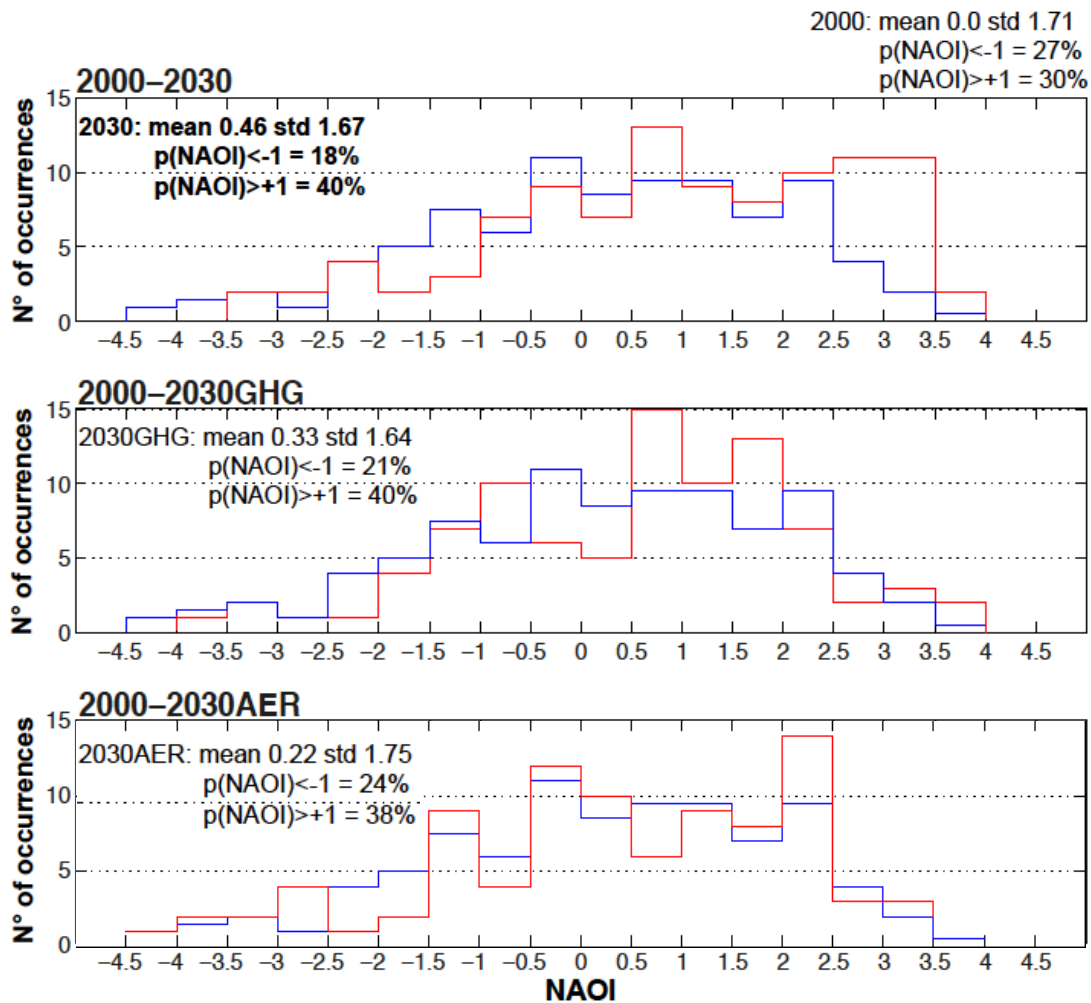 2000: mean 0.0 std 1.71
p(NAOI)<-1 = 27%
p(NAOI)>+1 = 30%
2000–2030
2030: mean 0.46 std 1.67
p(NAOI)<-1 = 18%
p(NAOI)>+1 = 40%
N° of occurrences
15
10
5
0
–4.5 –4 –3.5 –3 –2.5 –2 –1.5 –1 –0.5 0 0.5 1 1.5 2 2.5 3 3.5 4 4.5
2000–2030GHG
2030GHG: mean 0.33 std 1.64
p(NAOI)<-1 = 21%
p(NAOI)>+1 = 40%
N° of occurrences
15
10
5
0
–4.5 –4 –3.5 –3 –2.5 –2 –1.5 –1 –0.5 0 0.5 1 1.5 2 2.5 3 3.5 4 4.5
2000–2030AER
2030AER: mean 0.22 std 1.75
p(NAOI)<-1 = 24%
p(NAOI)>+1 = 38%
N° of occurrences
15
10
5
0
–4.5 –4 –3.5 –3 –2.5 –2 –1.5 –1 –0.5 0 0.5 1 1.5 2 2.5 3 3.5 4 4.5
NAOI